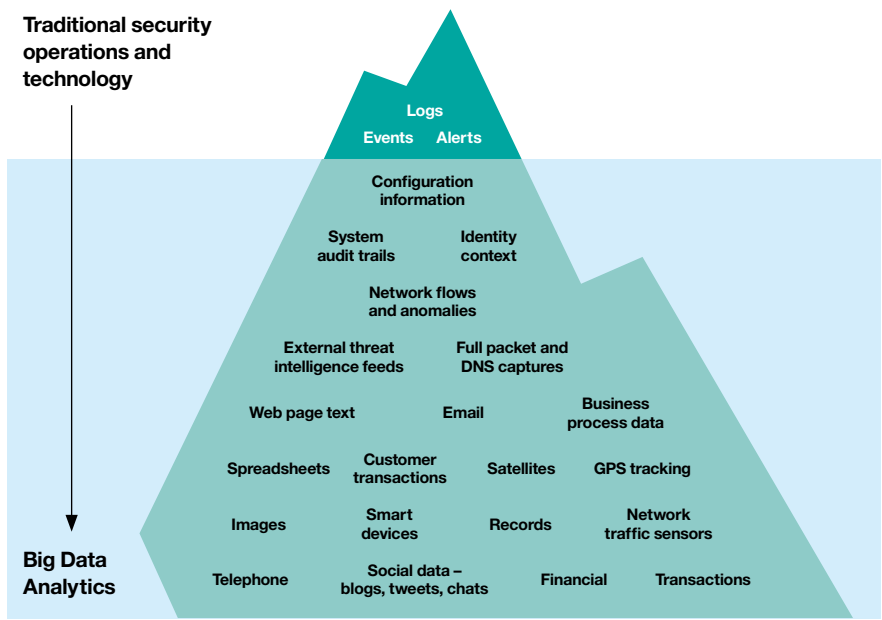 Traditional security
operations and
technology
Logs
Events Alerts
Configuration
information
System
audit trails
Identity
context
Network flows
and anomalies
External threat
intelligence feeds
Full packet and
DNS captures
Web page text
Email
Business
process data
Spreadsheets
Customer
transactions
Satellites
GPS tracking
Images
Smart
devices
Records
Network
traffic sensors
Big Data
Analytics
Telephone
Social data –
blogs, tweets, chats
Financial
Transactions